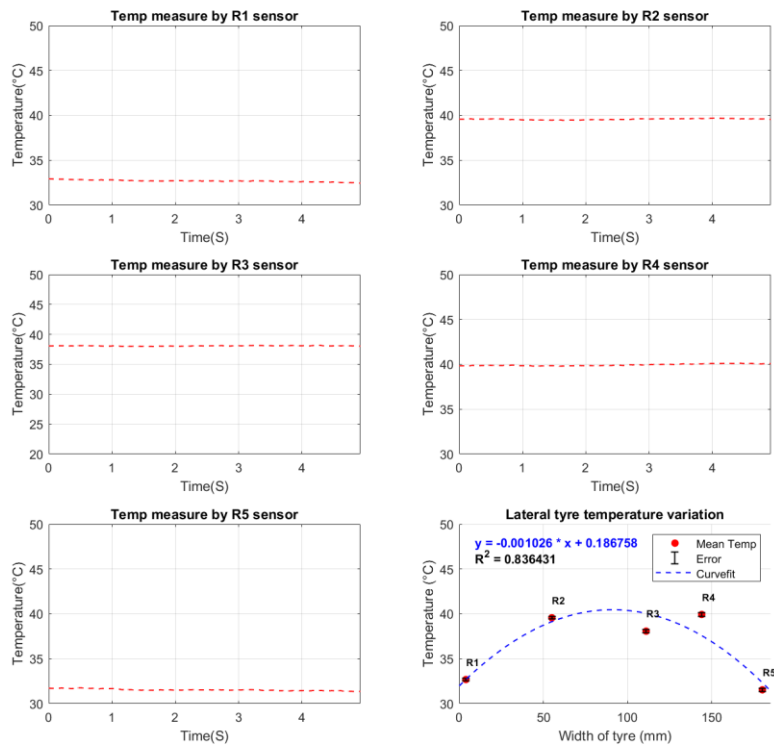 Temp measure by R1 sensor
50
45
40
35
30
Temperature(°C)
0 1 2 3 4
Time(S)
Temp measure by R2 sensor
50
45
40
35
30
Temperature(°C)
0 1 2 3 4
Time(S)
Temp measure by R3 sensor
50
45
40
35
30
25
20
Temperature(°C)
0 1 2 3 4
Time(S)
Temp measure by R4 sensor
50
45
40
35
30
Temperature(°C)
0 1 2 3 4
Time(S)
Temp measure by R5 sensor
50
45
40
35
30
Temperature(°C)
0 1 2 3 4
Time(S)
Lateral tyre temperature variation
y = -0.001026 * x + 0.186758
R² = 0.836431
Mean Temp
Error
Curvefit
50
45
40
35
30
Temperature (°C)
R1
R2
R3
R4
R5
0 50 100 150
Width of tyre (mm)